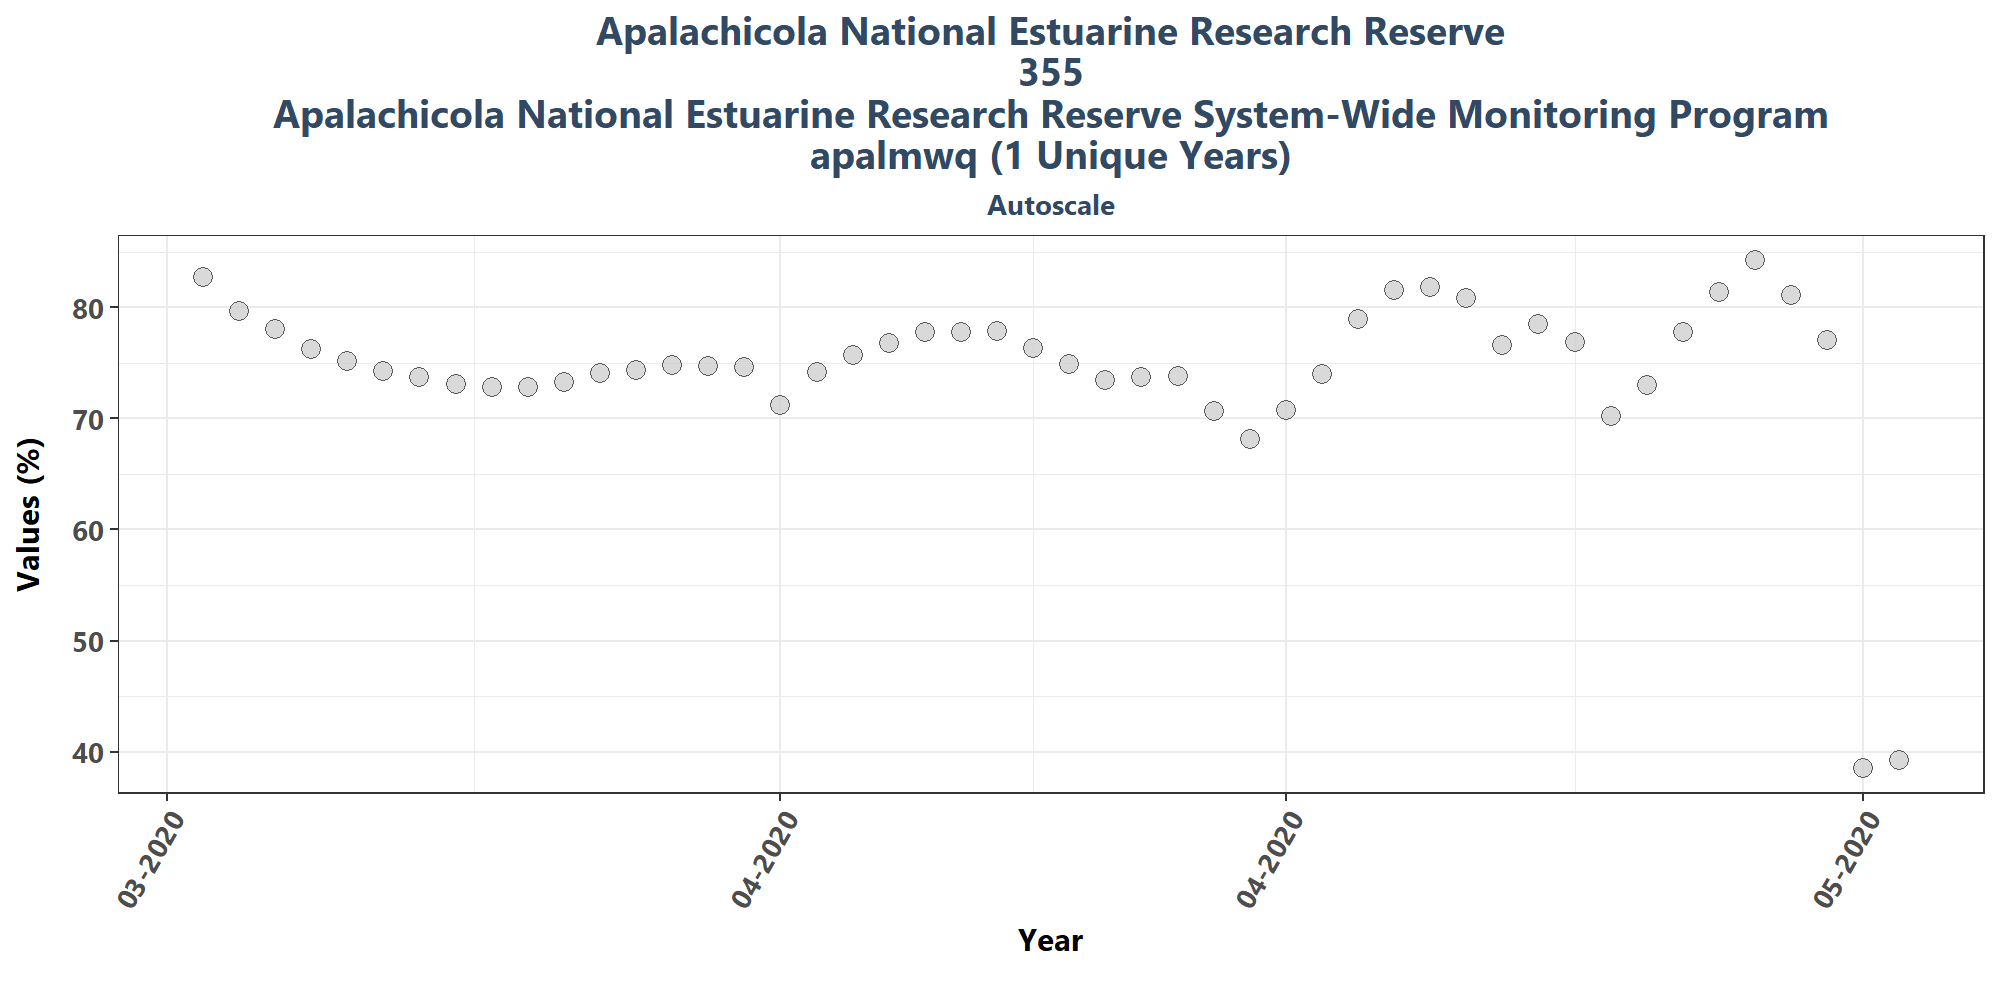 Apalachicola National Estuarine Research Reserve
355
Apalachicola National Estuarine Research Reserve System-Wide Monitoring Program
apalmwq (1 Unique Years)
Autoscale
Values (%)
80
70
60
50
40
03-2020
04-2020
04-2020
05-2020
Year